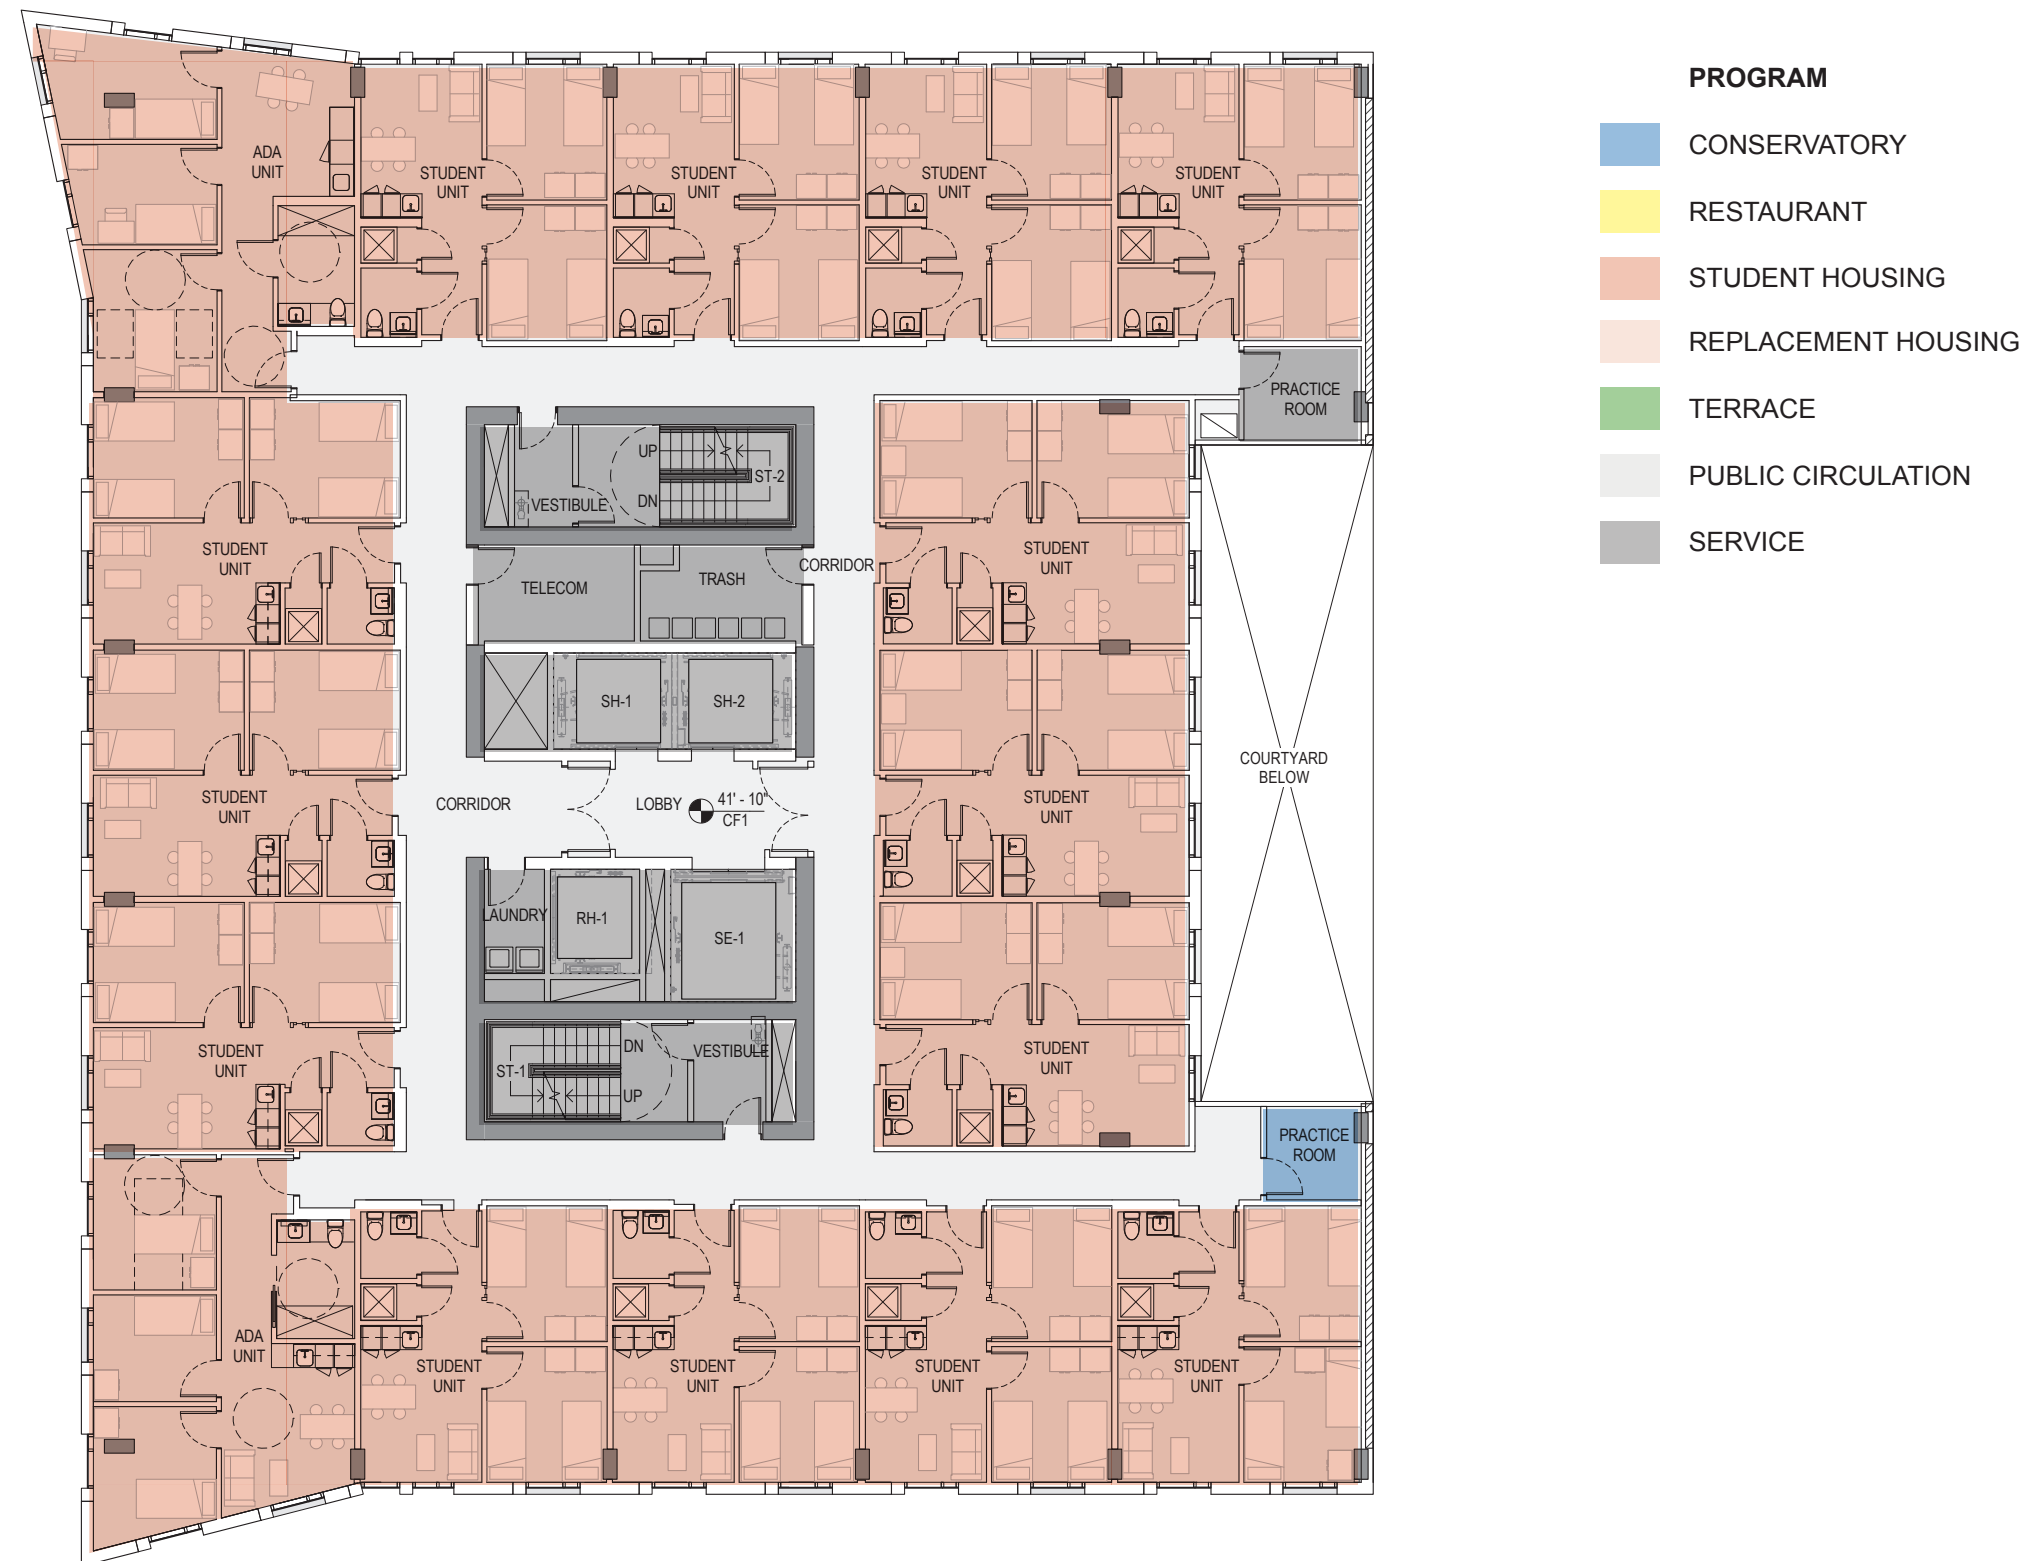 PROGRAM
CONSERVATORY
RESTAURANT
STUDENT HOUSING
REPLACEMENT HOUSING
TERRACE
PUBLIC CIRCULATION
SERVICE
ADA
UNIT
STUDENT
UNIT
STUDENT
UNIT
STUDENT
UNIT
STUDENT
UNIT
PRACTICE
ROOM
UP
ST-2
DN
VESTIBULE
STUDENT
UNIT
TELECOM
TRASH
CORRIDOR
STUDENT
UNIT
SH-1
SH-2
COURTYARD
BELOW
STUDENT
UNIT
CORRIDOR
LOBBY
41' - 10"
CF1
STUDENT
UNIT
LAUNDRY
RH-1
SE-1
STUDENT
UNIT
ST-1
DN
UP
VESTIBULE
STUDENT
UNIT
PRACTICE
ROOM
ADA
UNIT
STUDENT
UNIT
STUDENT
UNIT
STUDENT
UNIT
STUDENT
UNIT